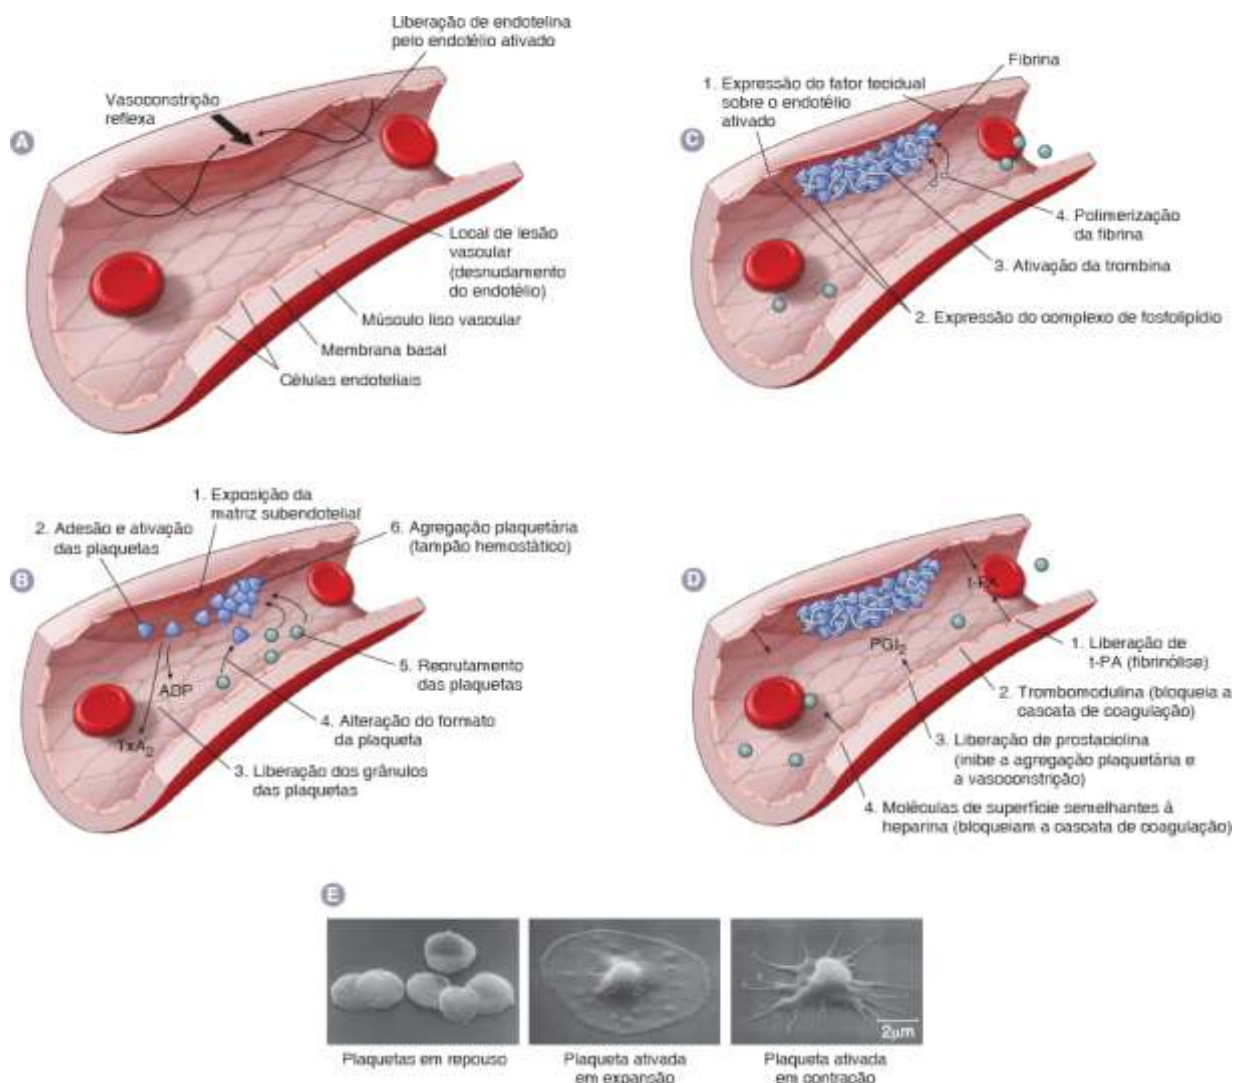 A
Liberação de endotelina
pelo endotélio ativado
Vasoconstrição
reflexa
Local de lesão
vascular
(desnudamento
do endotélio)
Músculo liso vascular
Membrana basal
Células endoteliais
C
Fibrina
1. Expressão do fator tecidual
sobre o endotélio
ativado
4. Polimerização
da fibrina
3. Ativação da trombina
2. Expressão do complexo de fosfolipídio
B
1. Exposição da
matriz subendotelial
2. Adesão e ativação
das plaquetas
6. Agregação plaquetária
(tampão hemostático)
ADP
TxA2
5. Recrutamento
das plaquetas
4. Alteração do formato
da plaqueta
3. Liberação dos grânulos
das plaquetas
D
t-PA
PGI2
1. Liberação de
t-PA (fibrinólise)
2. Trombomodulina (bloqueia a
cascata de coagulação)
3. Liberação de prostaciclina
(inibe a agregação plaquetária e
a vasoconstrição)
4. Moléculas de superfície semelhantes à
heparina (bloqueiam a cascata de coagulação)
E
2µm
Plaquetas em repouso
Plaqueta ativada
em expansão
Plaqueta ativada
em contração